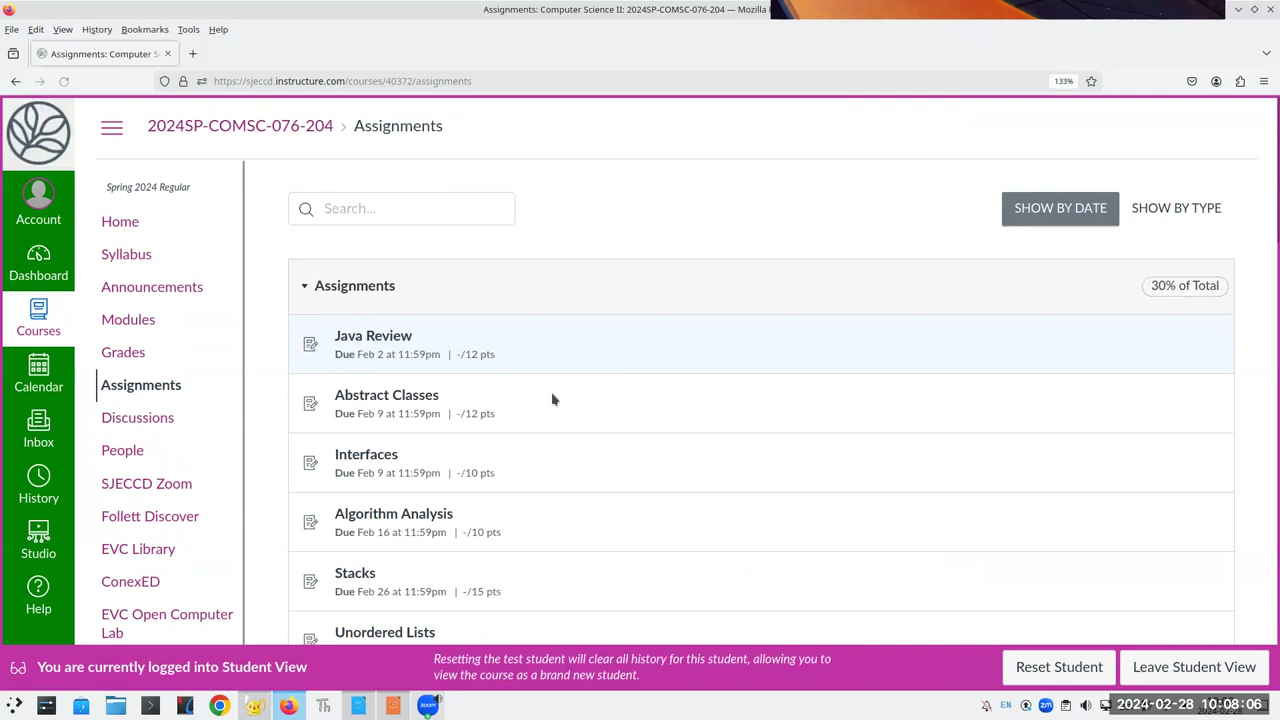 Assignments: Computer Science II: 2024SP-COMSC-076-204 — Mozilla
File Edit View History Bookmarks Tools Help
Assignments: Computer S
https://sjeccd.instructure.com/courses/40372/assignments
133%
2024SP-COMSC-076-204 › Assignments
Spring 2024 Regular
Account
Dashboard
Courses
Calendar
Inbox
History
Studio
Help
Home
Syllabus
Announcements
Modules
Grades
Assignments
Discussions
People
SJECCD Zoom
Follett Discover
EVC Library
ConexED
EVC Open Computer
Lab
Search...
SHOW BY DATE
SHOW BY TYPE
Assignments
30% of Total
Java Review
Due Feb 2 at 11:59pm | -/12 pts
Abstract Classes
Due Feb 9 at 11:59pm | -/12 pts
Interfaces
Due Feb 9 at 11:59pm | -/10 pts
Algorithm Analysis
Due Feb 16 at 11:59pm | -/10 pts
Stacks
Due Feb 26 at 11:59pm | -/15 pts
Unordered Lists
You are currently logged into Student View
Resetting the test student will clear all history for this student, allowing you to
view the course as a brand new student.
Reset Student
Leave Student View
Th
zoom
EN
zm
2024-02-28 10:08:06